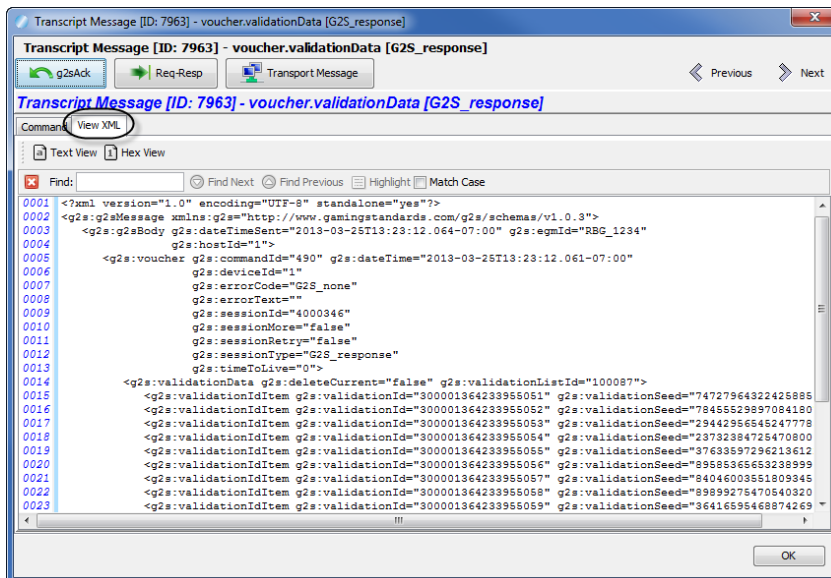 Transcript Message [ID: 7963] - voucher.validationData [G2S_response]
Transcript Message [ID: 7963] - voucher.validationData [G2S_response]
g2sAck Req-Resp Transport Message Previous Next
Transcript Message [ID: 7963] - voucher.validationData [G2S_response]
Command View XML
a Text View 1 Hex View
Find: Find Next Find Previous Highlight Match Case
0001 <?xml version="1.0" encoding="UTF-8" standalone="yes"?>
0002 <g2s:g2sMessage xmlns:g2s="http://www.gamingstandards.com/g2s/schemas/v1.0.3">
0003 <g2s:g2sBody g2s:dateTimeSent="2013-03-25T13:23:12.064-07:00" g2s:egmId="RBG_1234"
0004 g2s:hostId="1">
0005 <g2s:voucher g2s:commandId="490" g2s:dateTime="2013-03-25T13:23:12.061-07:00"
0006 g2s:deviceId="1"
0007 g2s:errorCode="G2S_none"
0008 g2s:errorText=""
0009 g2s:sessionId="4000346"
0010 g2s:sessionMore="false"
0011 g2s:sessionRetry="false"
0012 g2s:sessionType="G2S_response"
0013 g2s:timeToLive="0">
0014 <g2s:validationData g2s:deleteCurrent="false" g2s:validationListId="100087">
0015 <g2s:validationIdItem g2s:validationId="300001364233955051" g2s:validationSeed="74727964322425885
0016 <g2s:validationIdItem g2s:validationId="300001364233955052" g2s:validationSeed="78455529897084180
0017 <g2s:validationIdItem g2s:validationId="300001364233955053" g2s:validationSeed="29442956545247778
0018 <g2s:validationIdItem g2s:validationId="300001364233955054" g2s:validationSeed="23732384725470800
0019 <g2s:validationIdItem g2s:validationId="300001364233955055" g2s:validationSeed="37633597296213612
0020 <g2s:validationIdItem g2s:validationId="300001364233955056" g2s:validationSeed="89585365653238999
0021 <g2s:validationIdItem g2s:validationId="300001364233955057" g2s:validationSeed="84046003551809345
0022 <g2s:validationIdItem g2s:validationId="300001364233955058" g2s:validationSeed="89899275470540320
0023 <g2s:validationIdItem g2s:validationId="300001364233955059" g2s:validationSeed="36416595468874269
OK